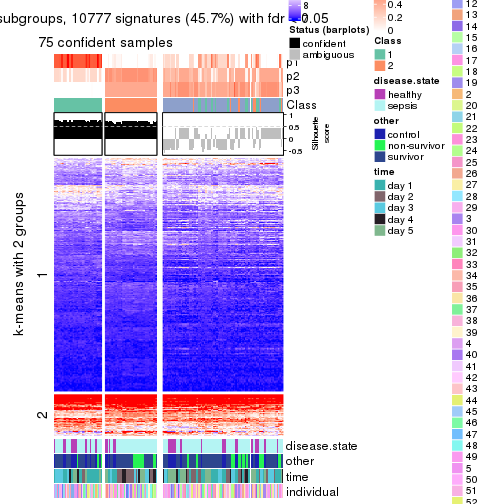 subgroups, 10777 signatures (45.7%) with fdr < 0.05
75 confident samples
p1
p2
p3
Class
1
0.5
0
-0.5
Silhouette
score
k-means with 2 groups
1
2
disease.state
other
time
individual
8
Status (barplots)
confident
ambiguous
0.4
0.2
0
Class
1
2
disease.state
healthy
sepsis
other
control
non-survivor
survivor
time
day 1
day 2
day 3
day 4
day 5
12
13
14
15
16
17
18
19
2
20
21
22
23
24
25
26
27
28
29
3
30
31
32
33
34
35
36
37
38
39
4
40
41
42
43
44
45
46
47
48
49
5
50
51
52